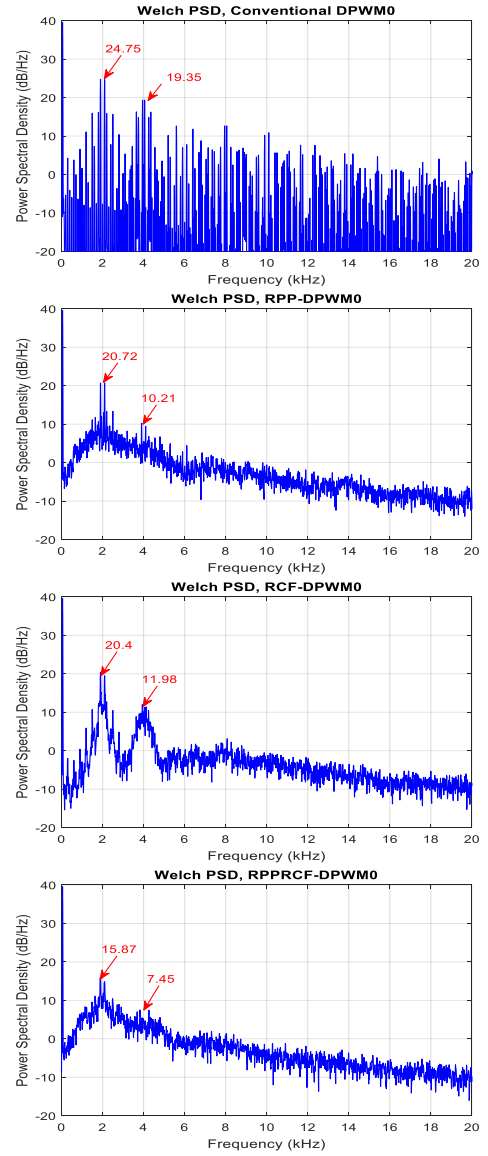 Welch PSD, Conventional DPWM0
Power Spectral Density (dB/Hz)
40
30
20
10
0
-10
-20
24.75
19.35
0 2 4 6 8 10 12 14 16 18 20
Frequency (kHz)
Welch PSD, RPP-DPWM0
Power Spectral Density (dB/Hz)
40
30
20
10
0
-10
-20
20.72
10.21
0 2 4 6 8 10 12 14 16 18 20
Frequency (kHz)
Welch PSD, RCF-DPWM0
Power Spectral Density (dB/Hz)
40
30
20
10
0
-10
-20
20.4
11.98
0 2 4 6 8 10 12 14 16 18 20
Frequency (kHz)
Welch PSD, RPPRCF-DPWM0
Power Spectral Density (dB/Hz)
40
30
20
10
0
-10
-20
15.87
7.45
0 2 4 6 8 10 12 14 16 18 20
Frequency (kHz)